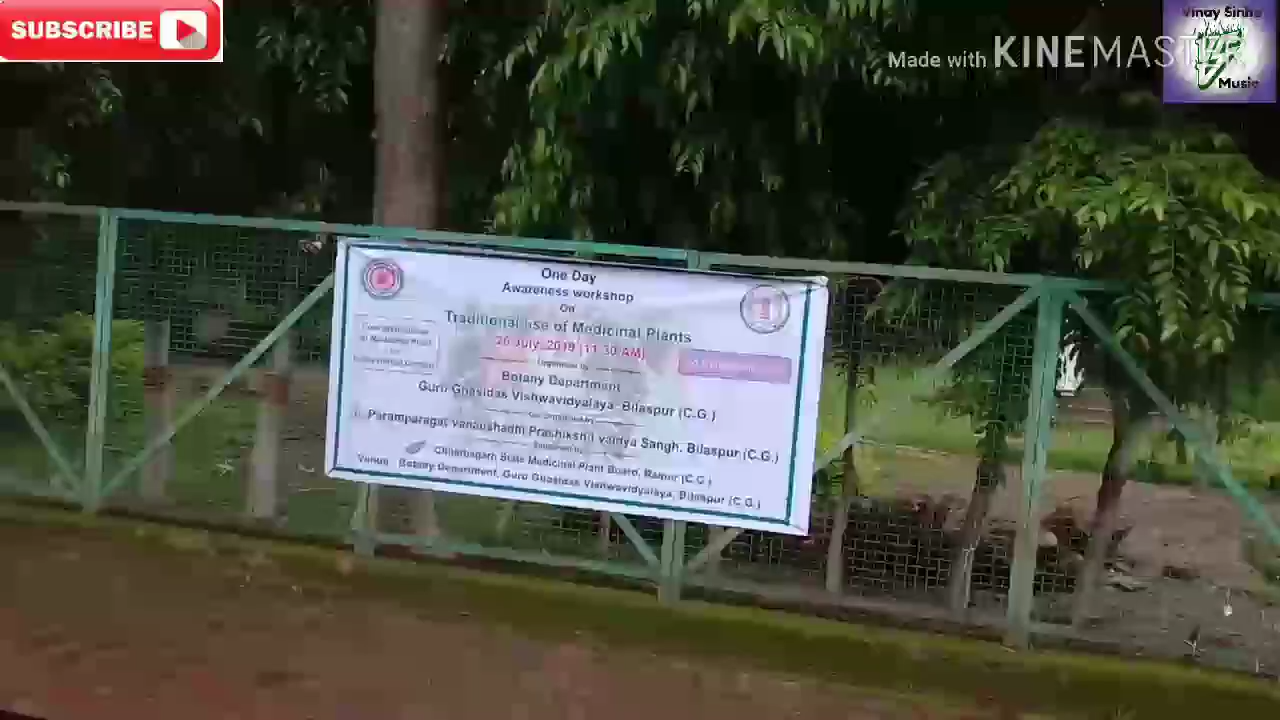 SUBSCRIBE
Made with KINEMASTER
Vinay Sinha
Music
One Day
Awareness workshop
On
Traditional use of Medicinal Plants
26 July, 2019 (11:30 AM)
Organized by
Botany Department
Guru Ghasidas Vishwavidyalaya-Bilaspur (C.G.)
Paramparagat Vanaushadhi Prashikshit Vaidya Sangh, Bilaspur (C.G.)
Chhattisgarh State Medicinal Plant Board, Raipur (C.G.)
Venue : Botany Department, Guru Ghasidas Vishwavidyalaya, Bilaspur (C.G.)